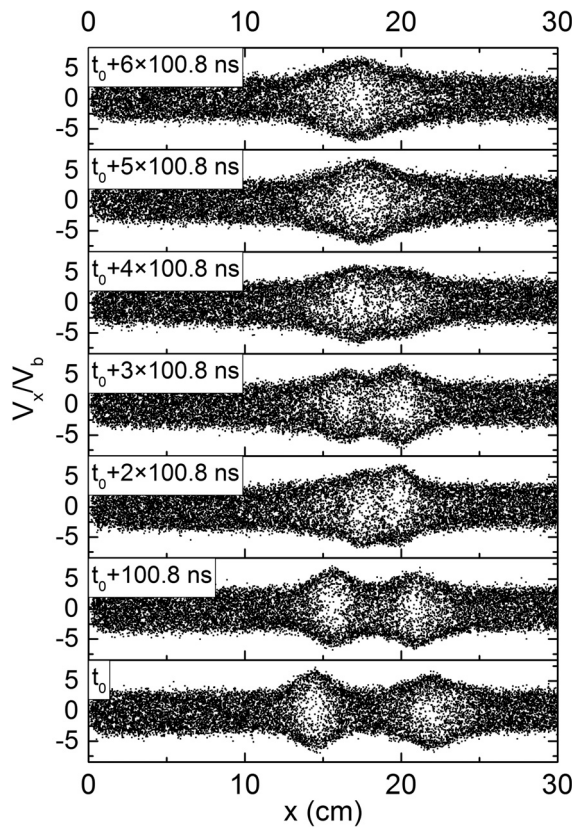 0 10 20 30
t₀+6×100.8 ns
5
0
-5
t₀+5×100.8 ns
5
0
-5
t₀+4×100.8 ns
5
0
-5
t₀+3×100.8 ns
5
0
-5
Vₓ/V_b
t₀+2×100.8 ns
5
0
-5
t₀+100.8 ns
5
0
-5
t₀
5
0
-5
0 10 20 30
x (cm)